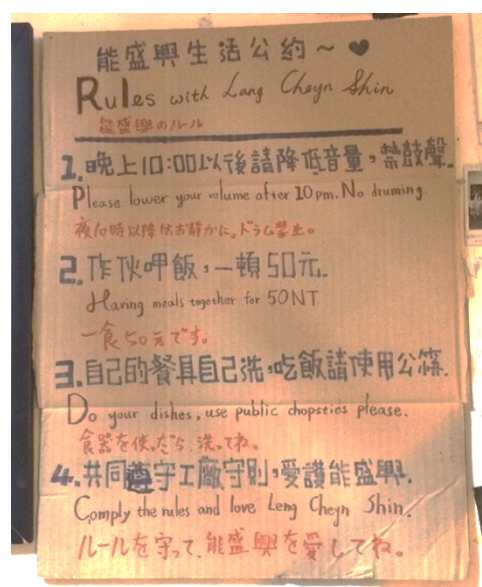 能盛興生活公約～♥
Rules with Lang Cheyn Shin
能盛興のルール
1.晚上10:00以後請降低音量,禁鼓聲.
Please lower your volume after 10pm. No druming
夜10時以降はお静かに。ドラム禁止。
2.作伙呷飯,一頓50元.
Having meals together for 50NT
一食50元です。
3.自己的餐具自己洗,吃飯請使用公筷.
Do your dishes, use public chopsticks please.
食器を使ったら、洗ってね。
4.共同遵守工廠守則,愛護能盛興.
Comply the rules and love Leng Cheyn Shin.
ルールを守って、能盛興を愛してね。